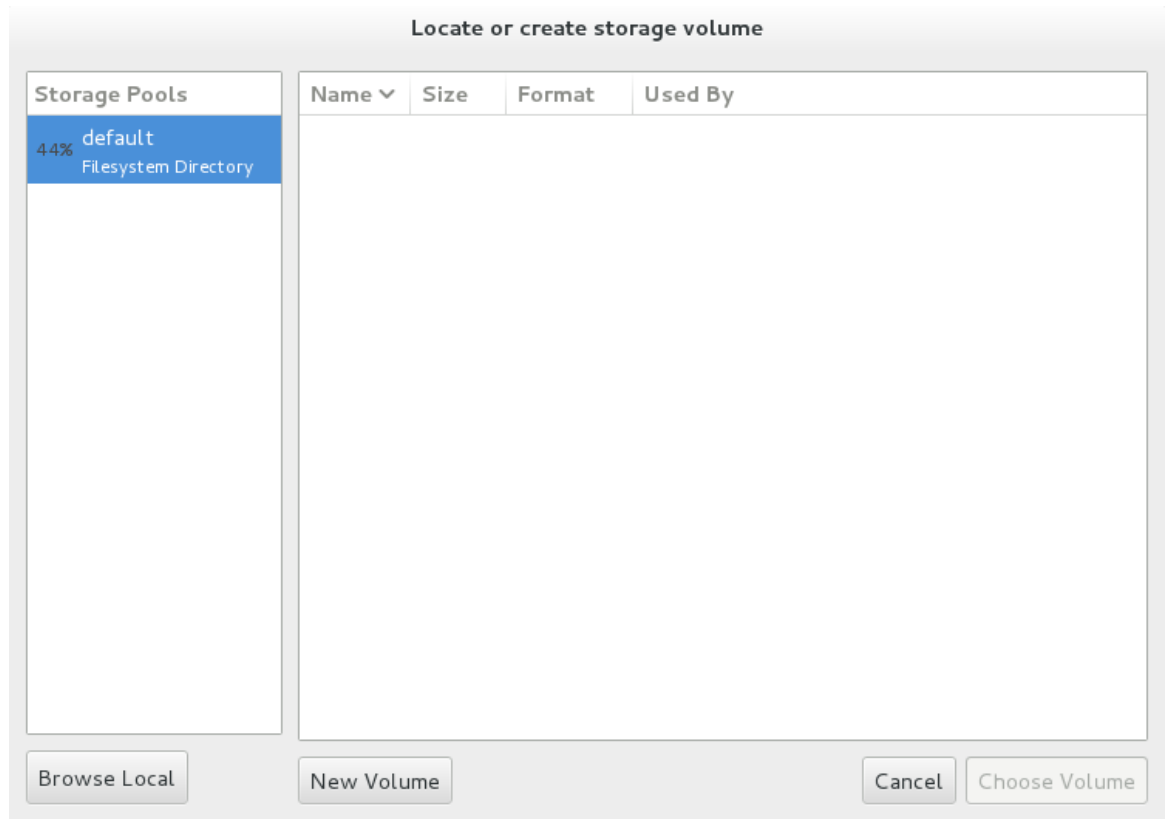 Locate or create storage volume
Storage Pools
Name Size Format Used By
44% default
Filesystem Directory
Browse Local
New Volume
Cancel
Choose Volume